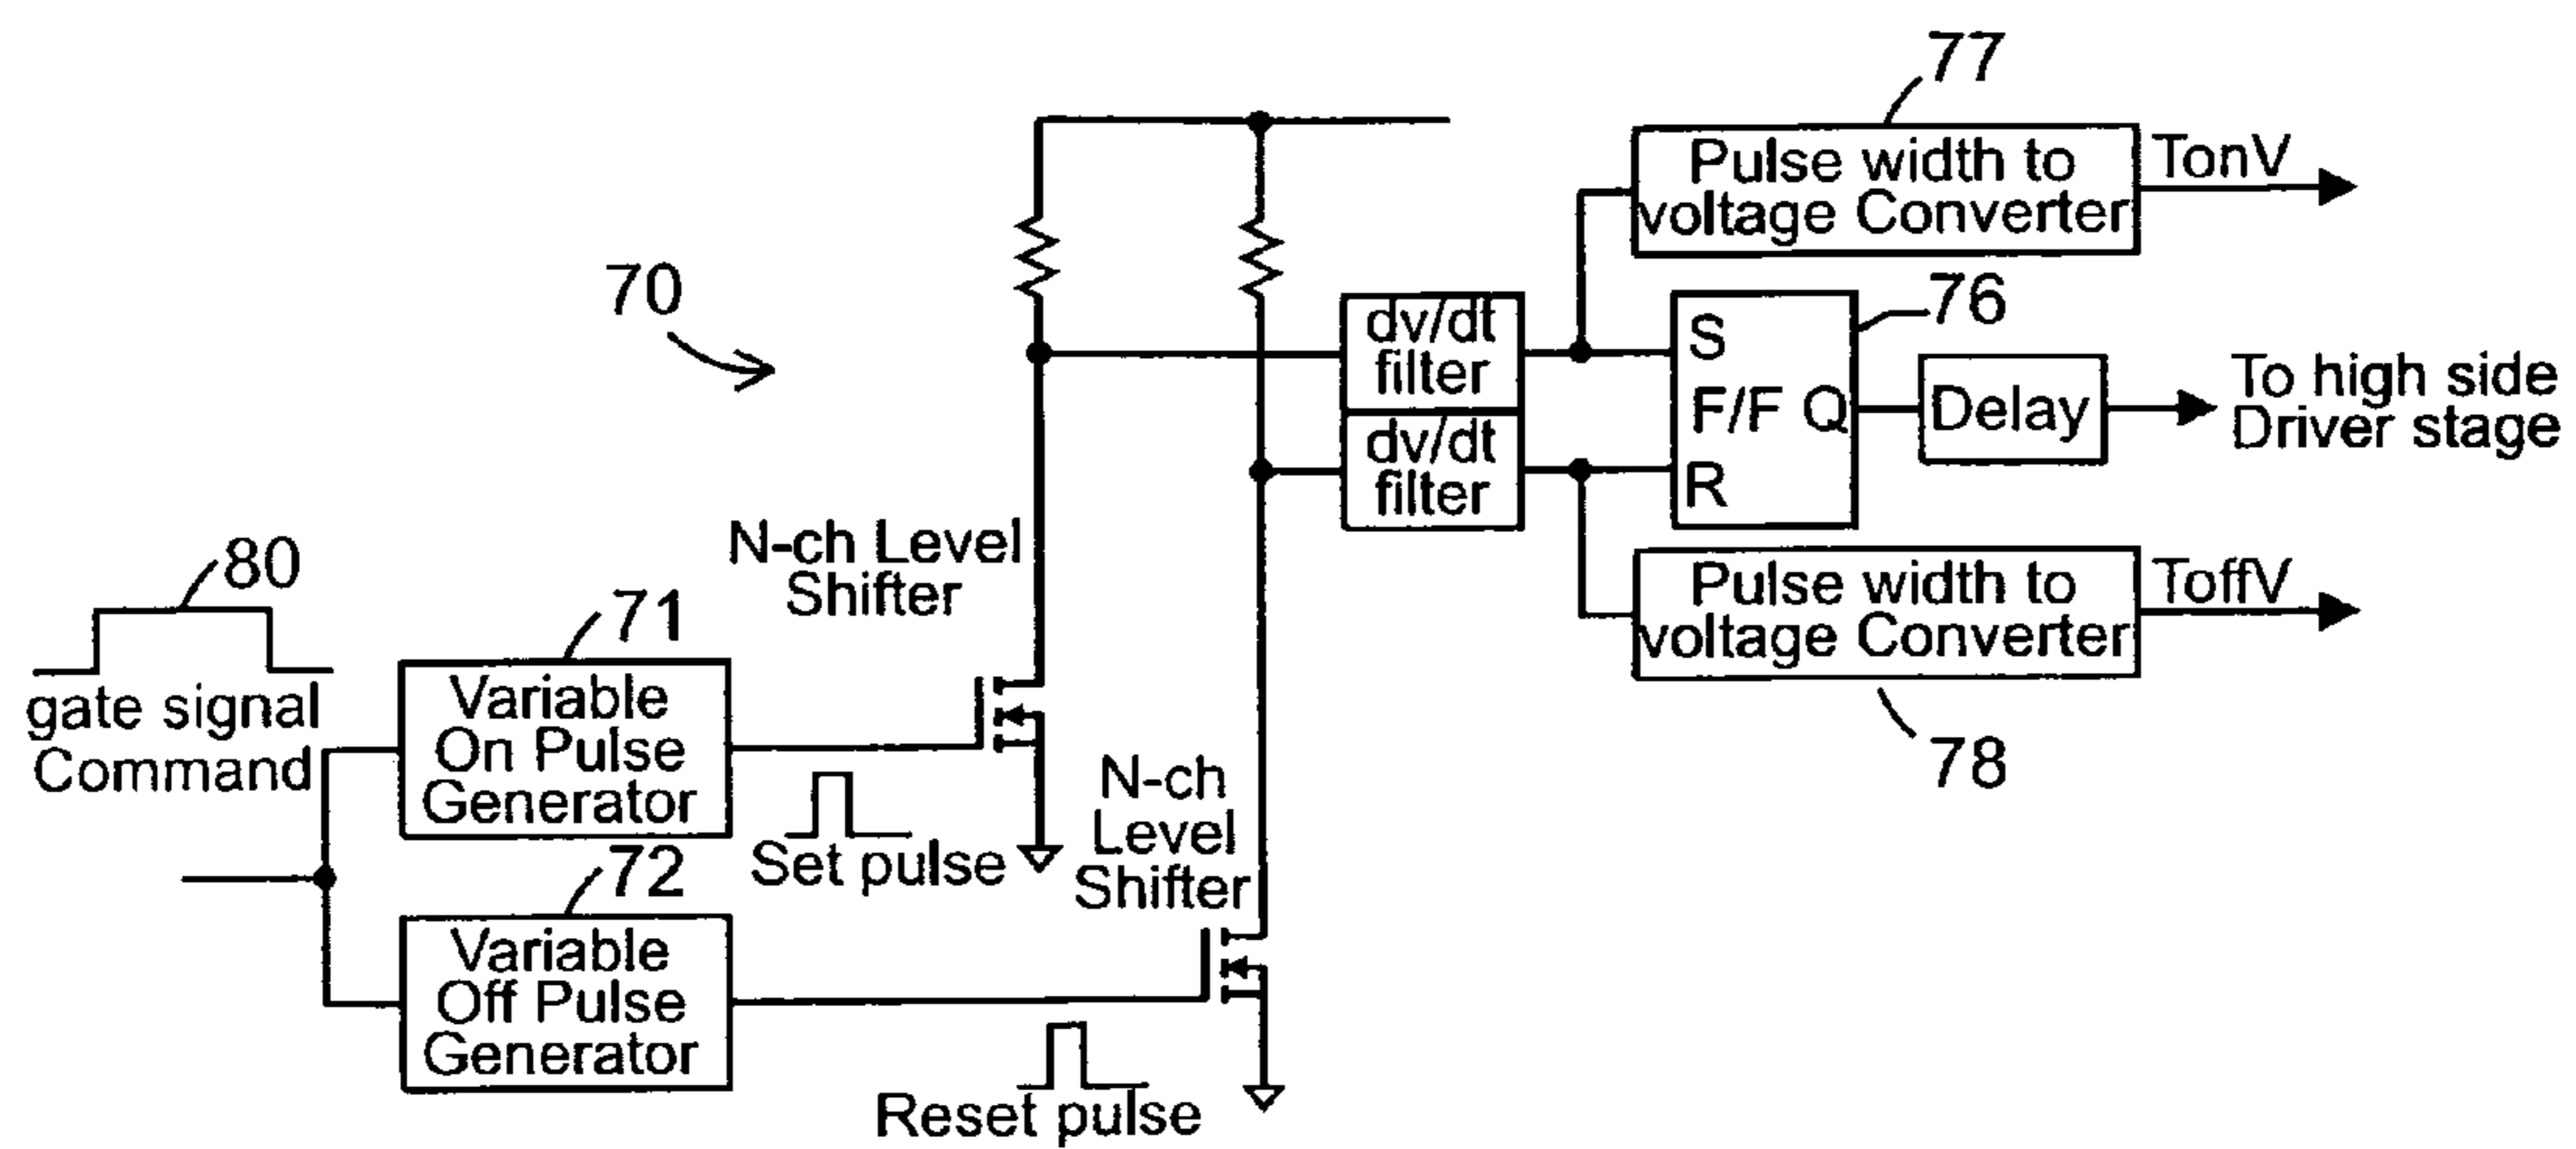 77
Pulse width to
voltage Converter
TonV
70
dv/dt
filter
dv/dt
filter
S
F/F Q
R
76
Delay
To high side
Driver stage
N-ch Level
Shifter
80
gate signal
Command
71
Variable
On Pulse
Generator
Set pulse
N-ch
Level
Shifter
Pulse width to
voltage Converter
ToffV
78
72
Variable
Off Pulse
Generator
Reset pulse